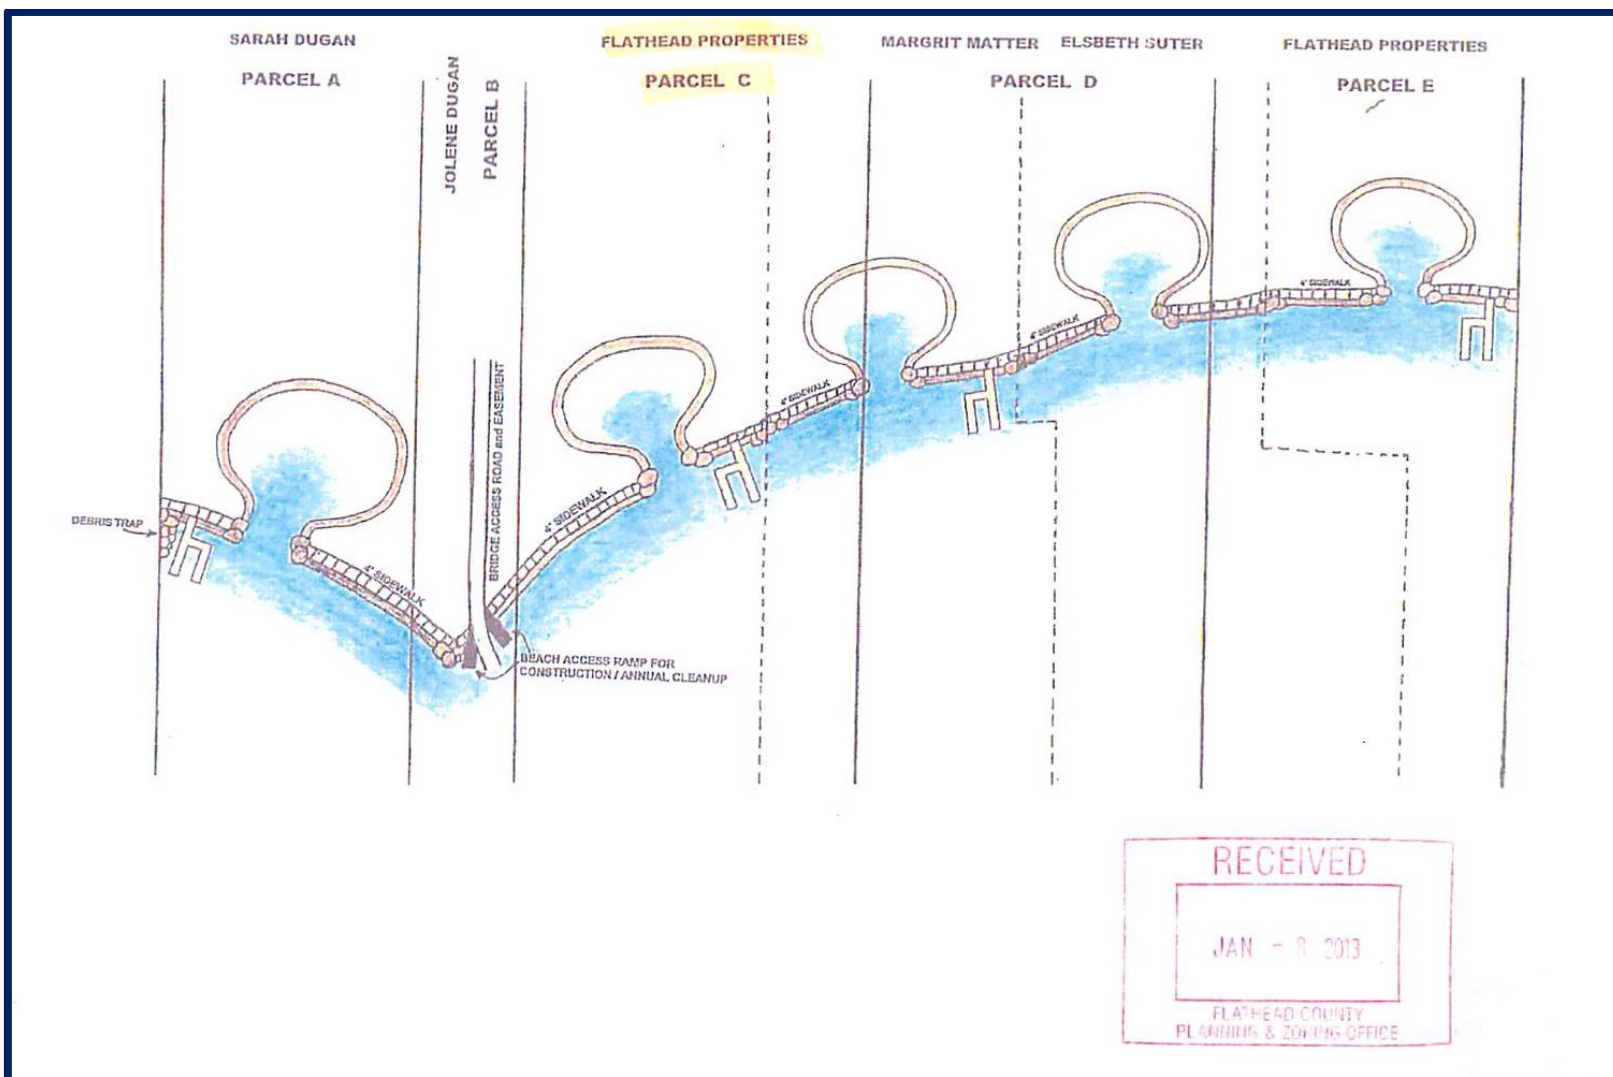 SARAH DUGAN
PARCEL A
JOLENE DUGAN
PARCEL B
FLATHEAD PROPERTIES
PARCEL C
MARGRIT MATTER
ELSBETH SUTER
PARCEL D
FLATHEAD PROPERTIES
PARCEL E
4' SIDEWALK
4' SIDEWALK
4' SIDEWALK
BRIDGE ACCESS ROAD and EASEMENT
4' SIDEWALK
DEBRIS TRAP
4' SIDEWALK
BEACH ACCESS RAMP FOR
CONSTRUCTION / ANNUAL CLEANUP
RECEIVED
JAN - 8 2013
FLATHEAD COUNTY
PLANNING & ZONING OFFICE